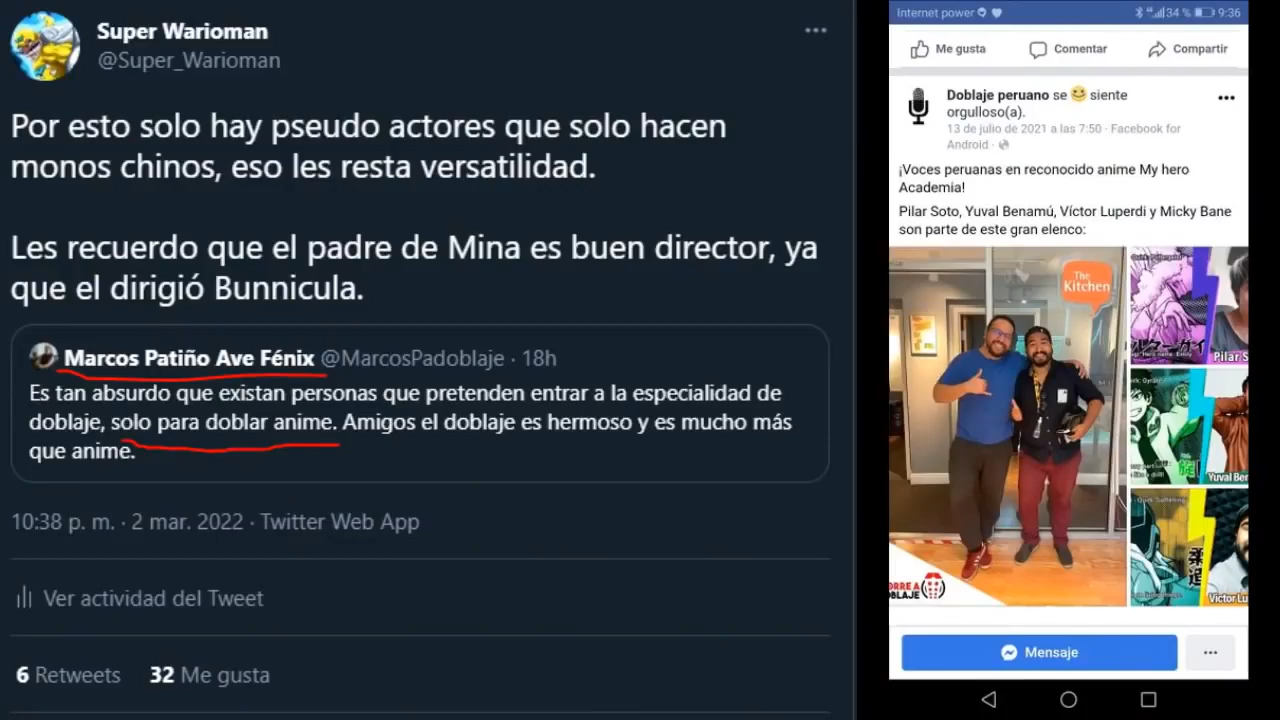 Super Warioman
@Super_Warioman
Por esto solo hay pseudo actores que solo hacen
monos chinos, eso les resta versatilidad.
Les recuerdo que el padre de Mina es buen director, ya
que el dirigió Bunnicula.
Marcos Patiño Ave Fénix @MarcosPadoblaje · 18h
Es tan absurdo que existan personas que pretenden entrar a la especialidad de
doblaje, solo para doblar anime. Amigos el doblaje es hermoso y es mucho más
que anime.
10:38 p. m. · 2 mar. 2022 · Twitter Web App
Ver actividad del Tweet
6 Retweets 32 Me gusta
Internet power
34 % 9:36
Me gusta Comentar Compartir
Doblaje peruano se 😆 siente
orgulloso(a).
13 de julio de 2021 a las 7:50 · Facebook for
Android ·
¡Voces peruanas en reconocido anime My hero
Academia!
Pilar Soto, Yuval Benamú, Víctor Luperdi y Micky Bane
son parte de este gran elenco:
The
Kitchen
Pilar S
Yuval Ber
柔
Víctor Lu
ORRE A
OBLAJE
Mensaje